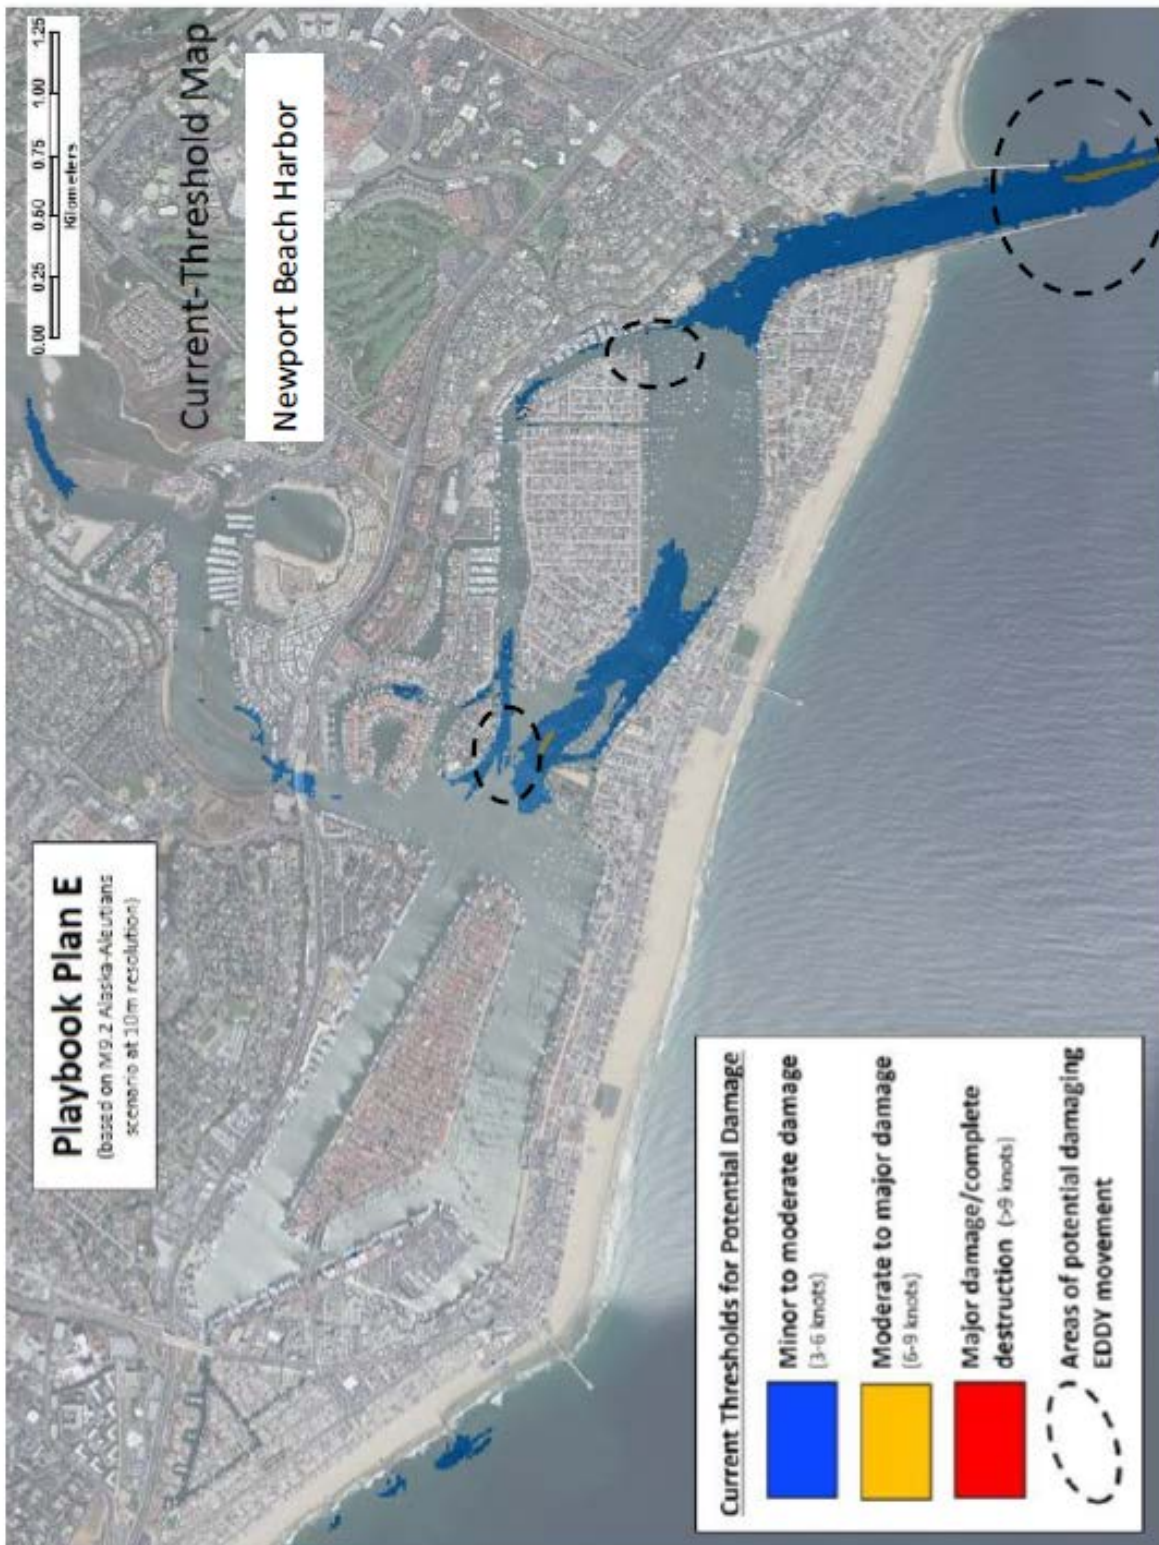 Playbook Plan E
(based on M9.2 Alaska-Aleutians
scenario at 10m resolution)
0.00 0.25 0.50 0.75 1.00 1.25
Kilometers
Current-Threshold Map
Newport Beach Harbor
Current Thresholds for Potential Damage
Minor to moderate damage
(3-6 knots)
Moderate to major damage
(6-9 knots)
Major damage/complete
destruction (>9 knots)
Areas of potential damaging
EDDY movement